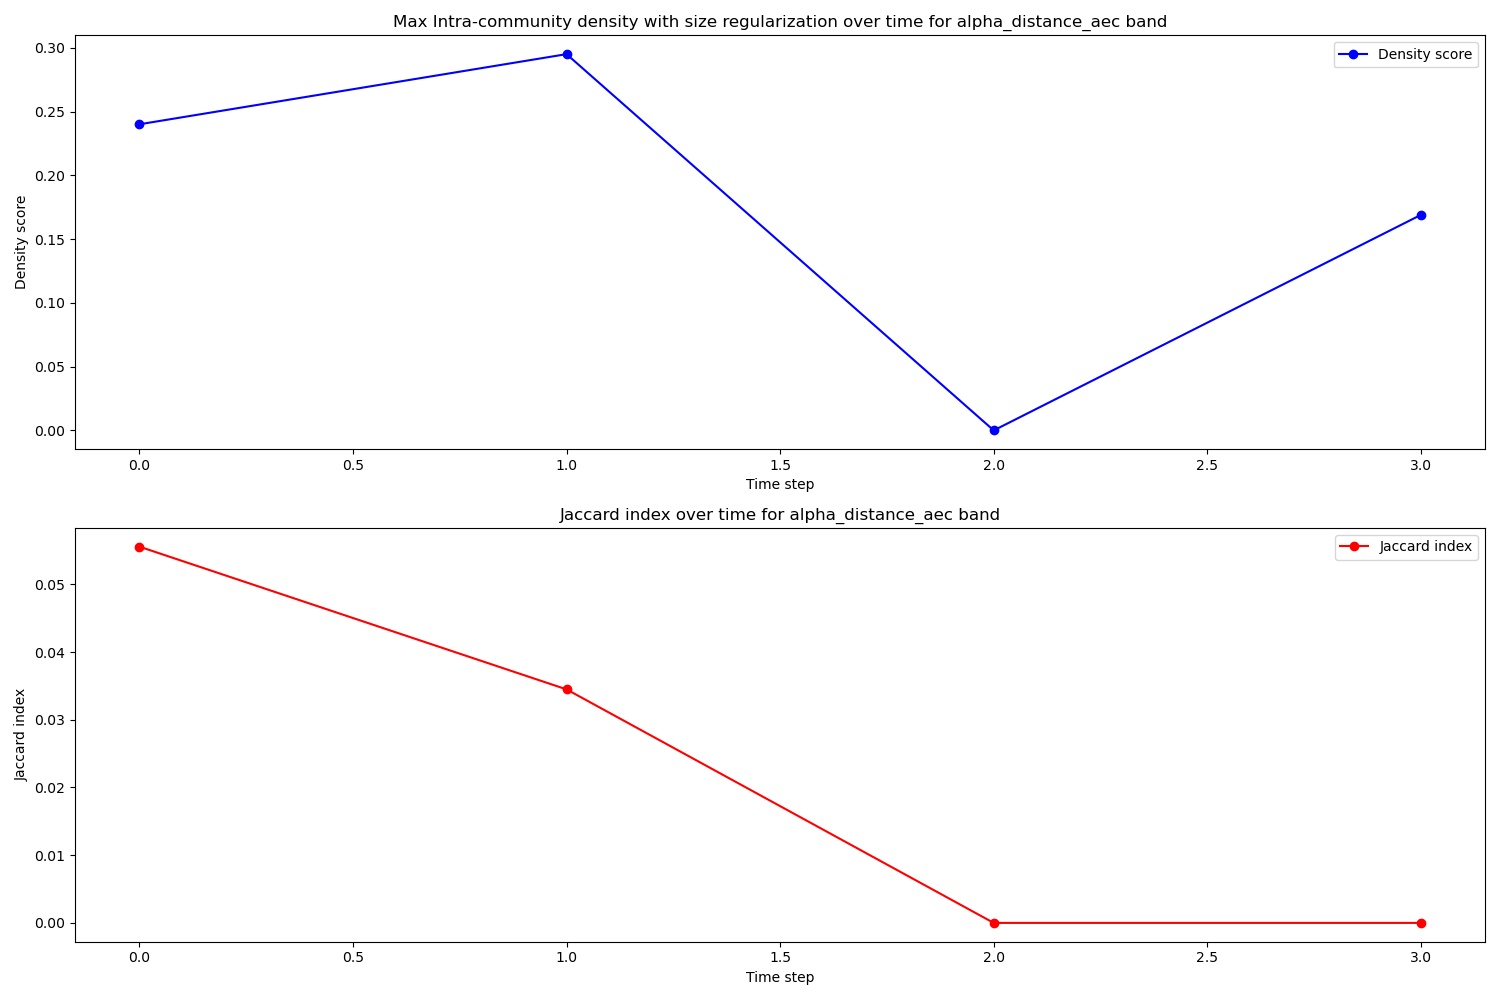 Max Intra-community density with size regularization over time for alpha_distance_aec band
Density score
0.30
0.25
0.20
0.15
0.10
0.05
0.00
Density score
0.0 0.5 1.0 1.5 2.0 2.5 3.0
Time step
Jaccard index over time for alpha_distance_aec band
Jaccard index
0.05
0.04
0.03
0.02
0.01
0.00
Jaccard index
0.0 0.5 1.0 1.5 2.0 2.5 3.0
Time step